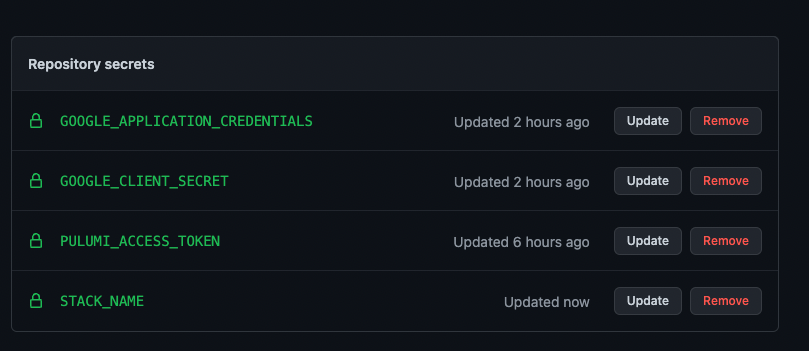 Repository secrets
GOOGLE_APPLICATION_CREDENTIALS Updated 2 hours ago Update Remove
GOOGLE_CLIENT_SECRET Updated 2 hours ago Update Remove
PULUMI_ACCESS_TOKEN Updated 6 hours ago Update Remove
STACK_NAME Updated now Update Remove